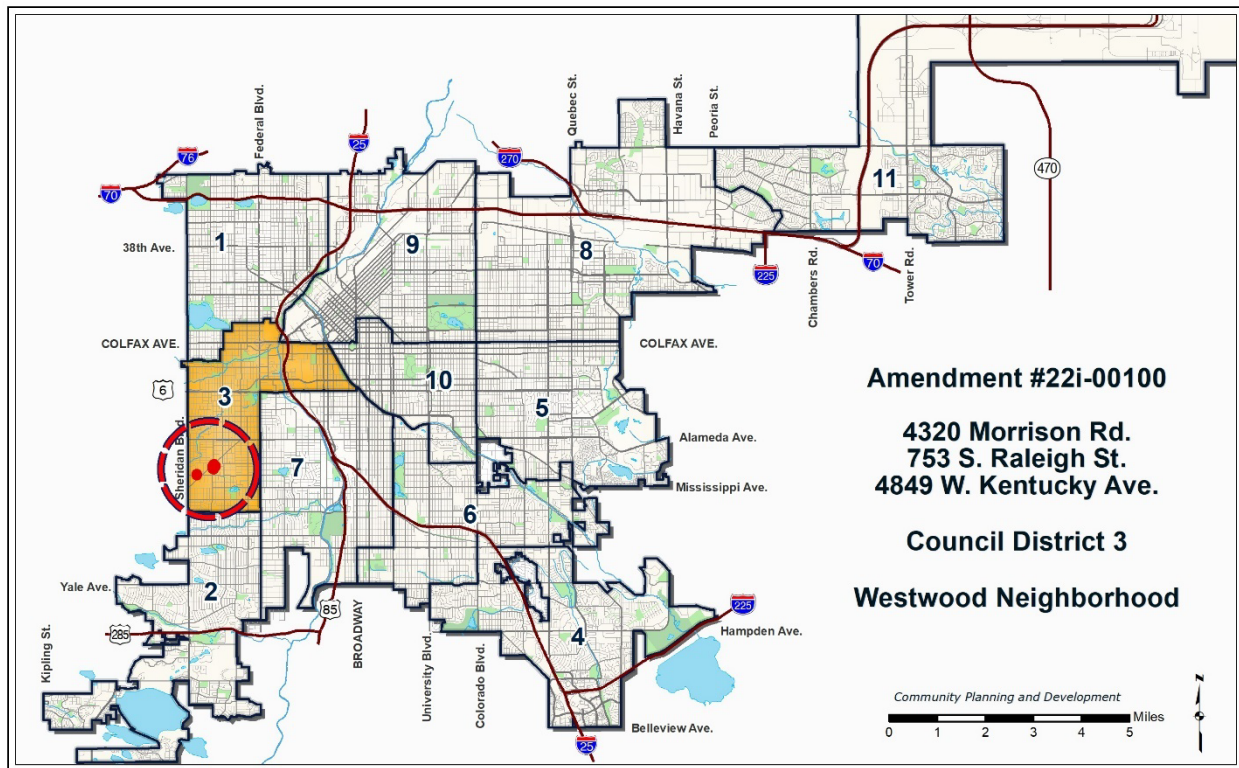 Federal Blvd.
Quebec St.
Havana St.
Peoria St.
76
25
270
70
470
11
1
9
8
38th Ave.
225
70
Chambers Rd.
Tower Rd.
COLFAX AVE.
COLFAX AVE.
6
3
10
5
Sheridan Blvd.
Alameda Ave.
7
Mississippi Ave.
6
Yale Ave.
2
85
285
BROADWAY
225
Hampden Ave.
4
Kipling St.
University Blvd.
Colorado Blvd.
Belleview Ave.
25
Amendment #22i-00100
4320 Morrison Rd.
753 S. Raleigh St.
4849 W. Kentucky Ave.
Council District 3
Westwood Neighborhood
Community Planning and Development
Miles
0 1 2 3 4 5
N